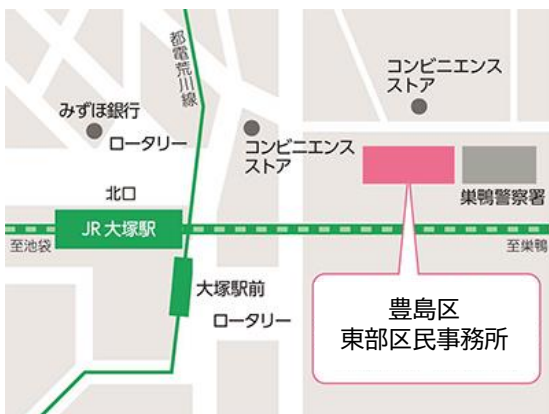 都電荒川線
コンビニエンス
ストア
みずほ銀行
ロータリー
コンビニエンス
ストア
北口
巣鴨警察署
JR 大塚駅
至池袋
至巣鴨
大塚駅前
ロータリー
豊島区
東部区民事務所